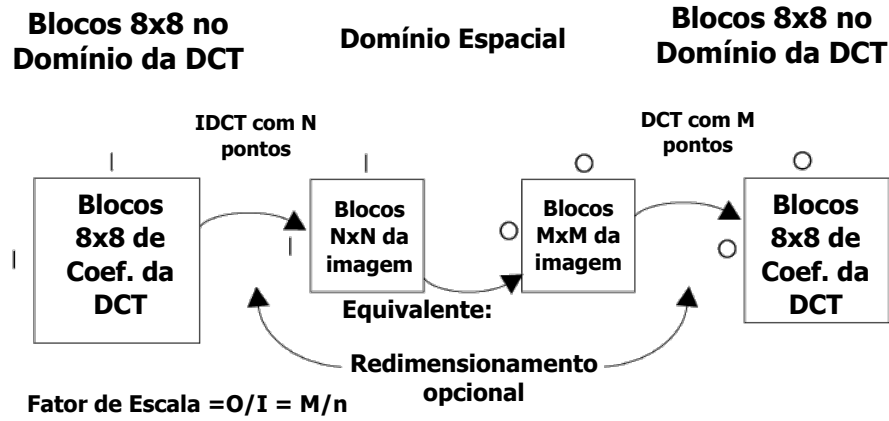 Blocos 8x8 no
Domínio da DCT
Domínio Espacial
Blocos 8x8 no
Domínio da DCT
IDCT com N
pontos
DCT com M
pontos
I
I
O
O
I
Blocos
8x8 de
Coef. da
DCT
I
Blocos
NxN da
imagem
O
Blocos
MxM da
imagem
O
Blocos
8x8 de
Coef. da
DCT
Equivalente:
Redimensionamento
opcional
Fator de Escala =O/I = M/n